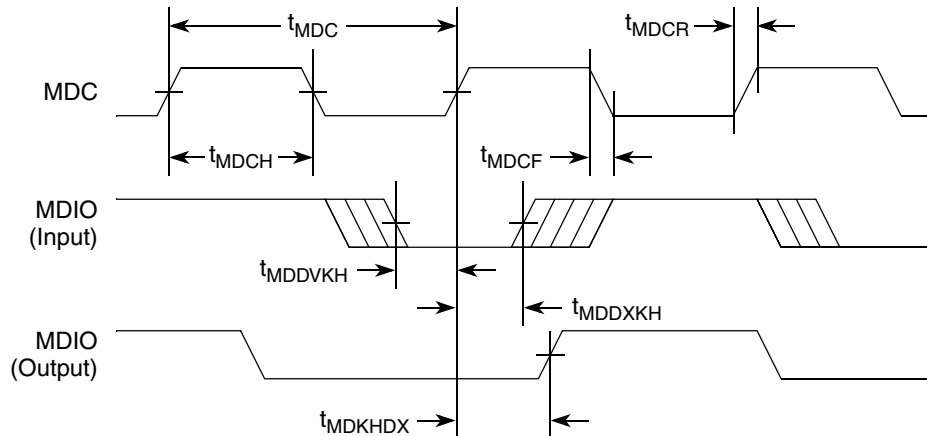 tMDC
tMDCR
MDC
tMDCH
tMDCF
MDIO
(Input)
tMDDVKH
tMDDXKH
MDIO
(Output)
tMDKHDX